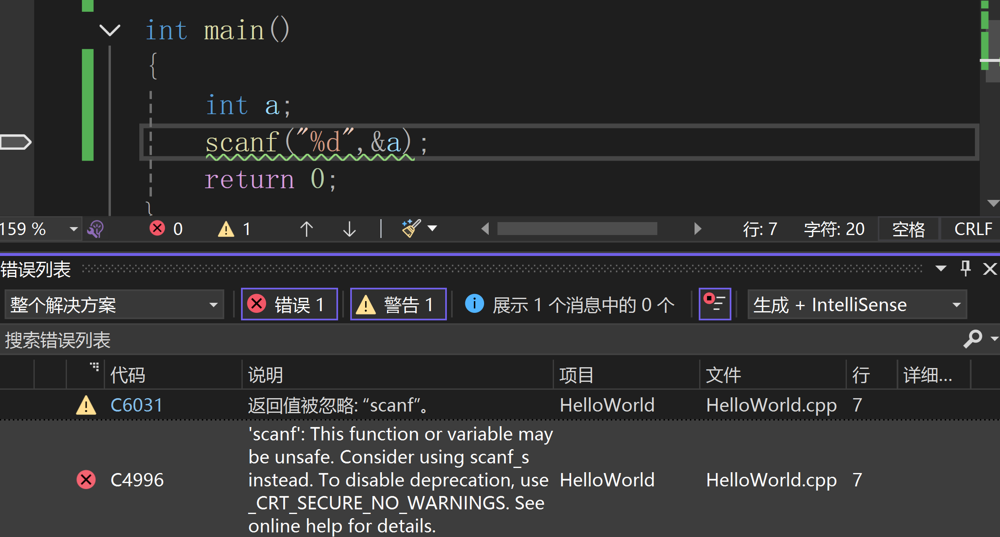 int main()
{
int a;
scanf("%d",&a);
return 0;
}
159 % 0 1 行: 7 字符: 20 空格 CRLF
错误列表
整个解决方案 错误 1 警告 1 展示 1 个消息中的 0 个 生成 + IntelliSense
搜索错误列表
代码 说明 项目 文件 行 详细...
C6031 返回值被忽略: “scanf”。 HelloWorld HelloWorld.cpp 7
'scanf': This function or variable may
be unsafe. Consider using scanf_s
C4996 instead. To disable deprecation, use HelloWorld HelloWorld.cpp 7
_CRT_SECURE_NO_WARNINGS. See
online help for details.